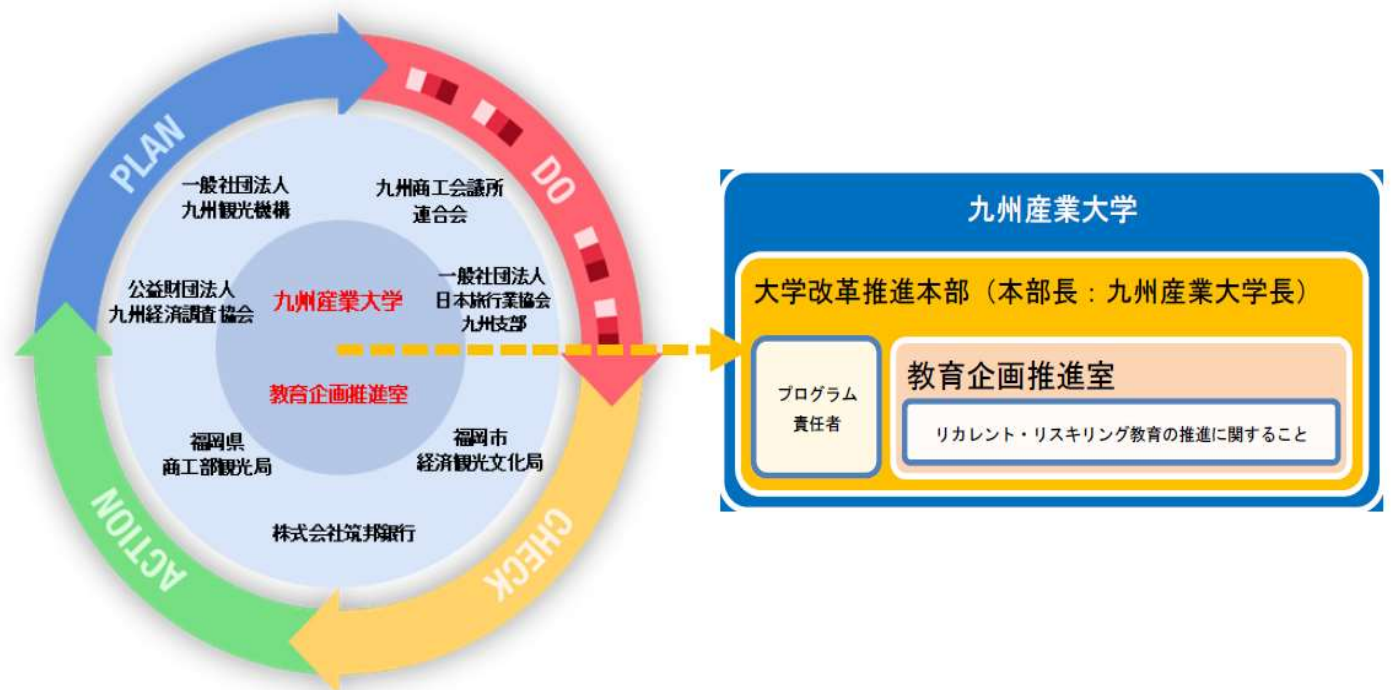 PLAN
DO
CHECK
ACTION
一般社団法人
九州観光機構
九州商工会議所
連合会
公益財団法人
九州経済調査協会
九州産業大学
一般社団法人
日本旅行業協会
九州支部
教育企画推進室
福岡県
商工部観光局
福岡市
経済観光文化局
株式会社筑邦銀行
九州産業大学
大学改革推進本部（本部長：九州産業大学長）
プログラム
責任者
教育企画推進室
リカレント・リスキリング教育の推進に関すること